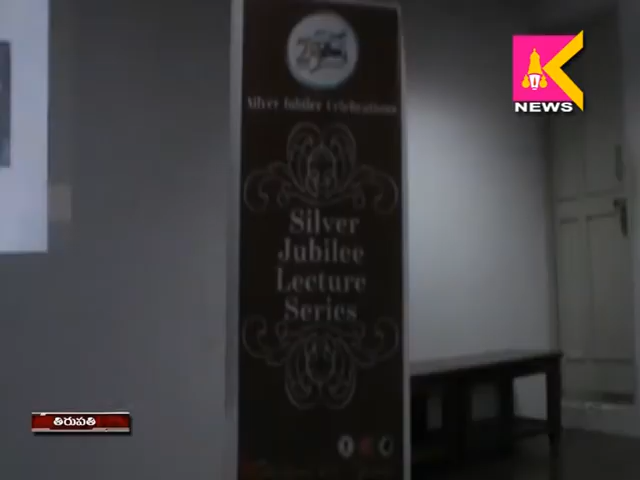 Silver Jubilee Celebrations
Silver
Jubilee
Lecture
Series
K
NEWS
తిరుపతి